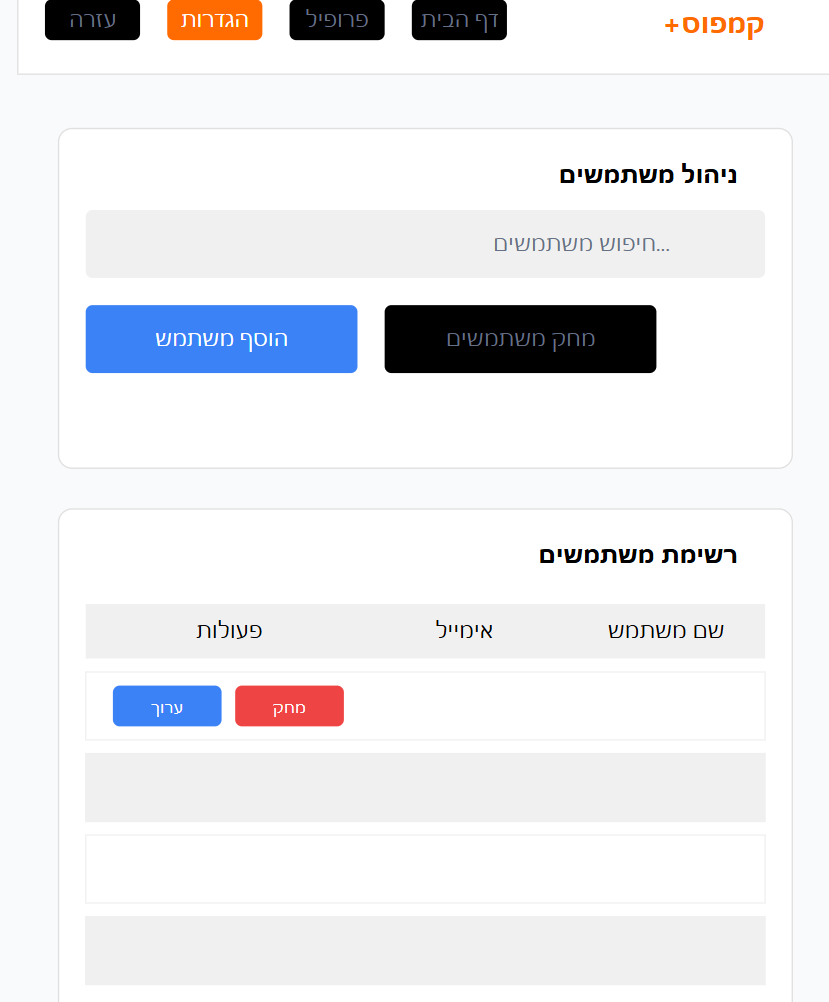 קמפוס+
דף הבית
פרופיל
הגדרות
עזרה
ניהול משתמשים
חיפוש משתמשים...
מחק משתמשים
הוסף משתמש
רשימת משתמשים
שם משתמש
אימייל
פעולות
מחק
ערוך